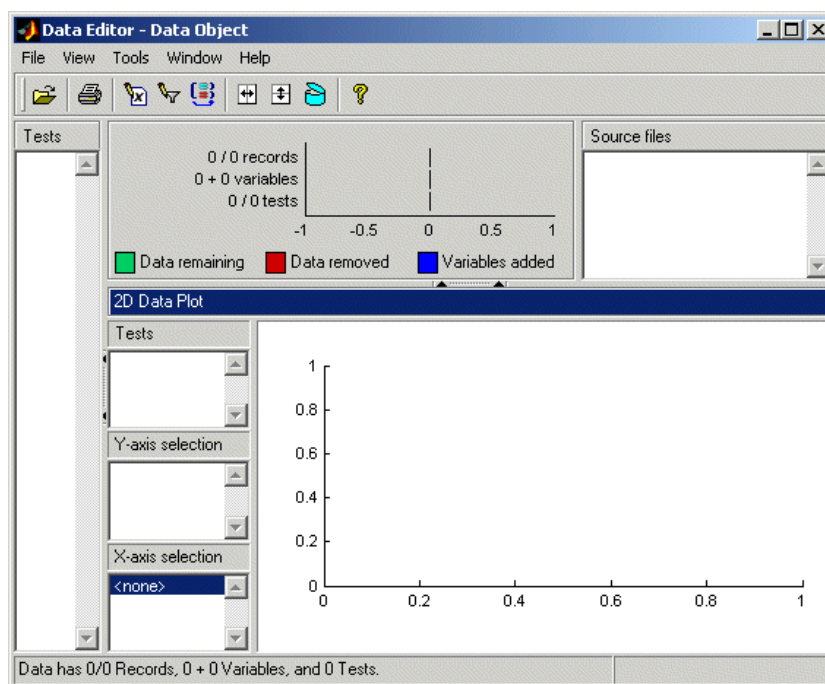 Data Editor - Data Object
File View Tools Window Help
Tests
0 / 0 records
0 + 0 variables
0 / 0 tests
-1 -0.5 0 0.5 1
Data remaining Data removed Variables added
Source files
2D Data Plot
Tests
Y-axis selection
X-axis selection
<none>
1
0.8
0.6
0.4
0.2
0
0 0.2 0.4 0.6 0.8 1
Data has 0/0 Records, 0 + 0 Variables, and 0 Tests.